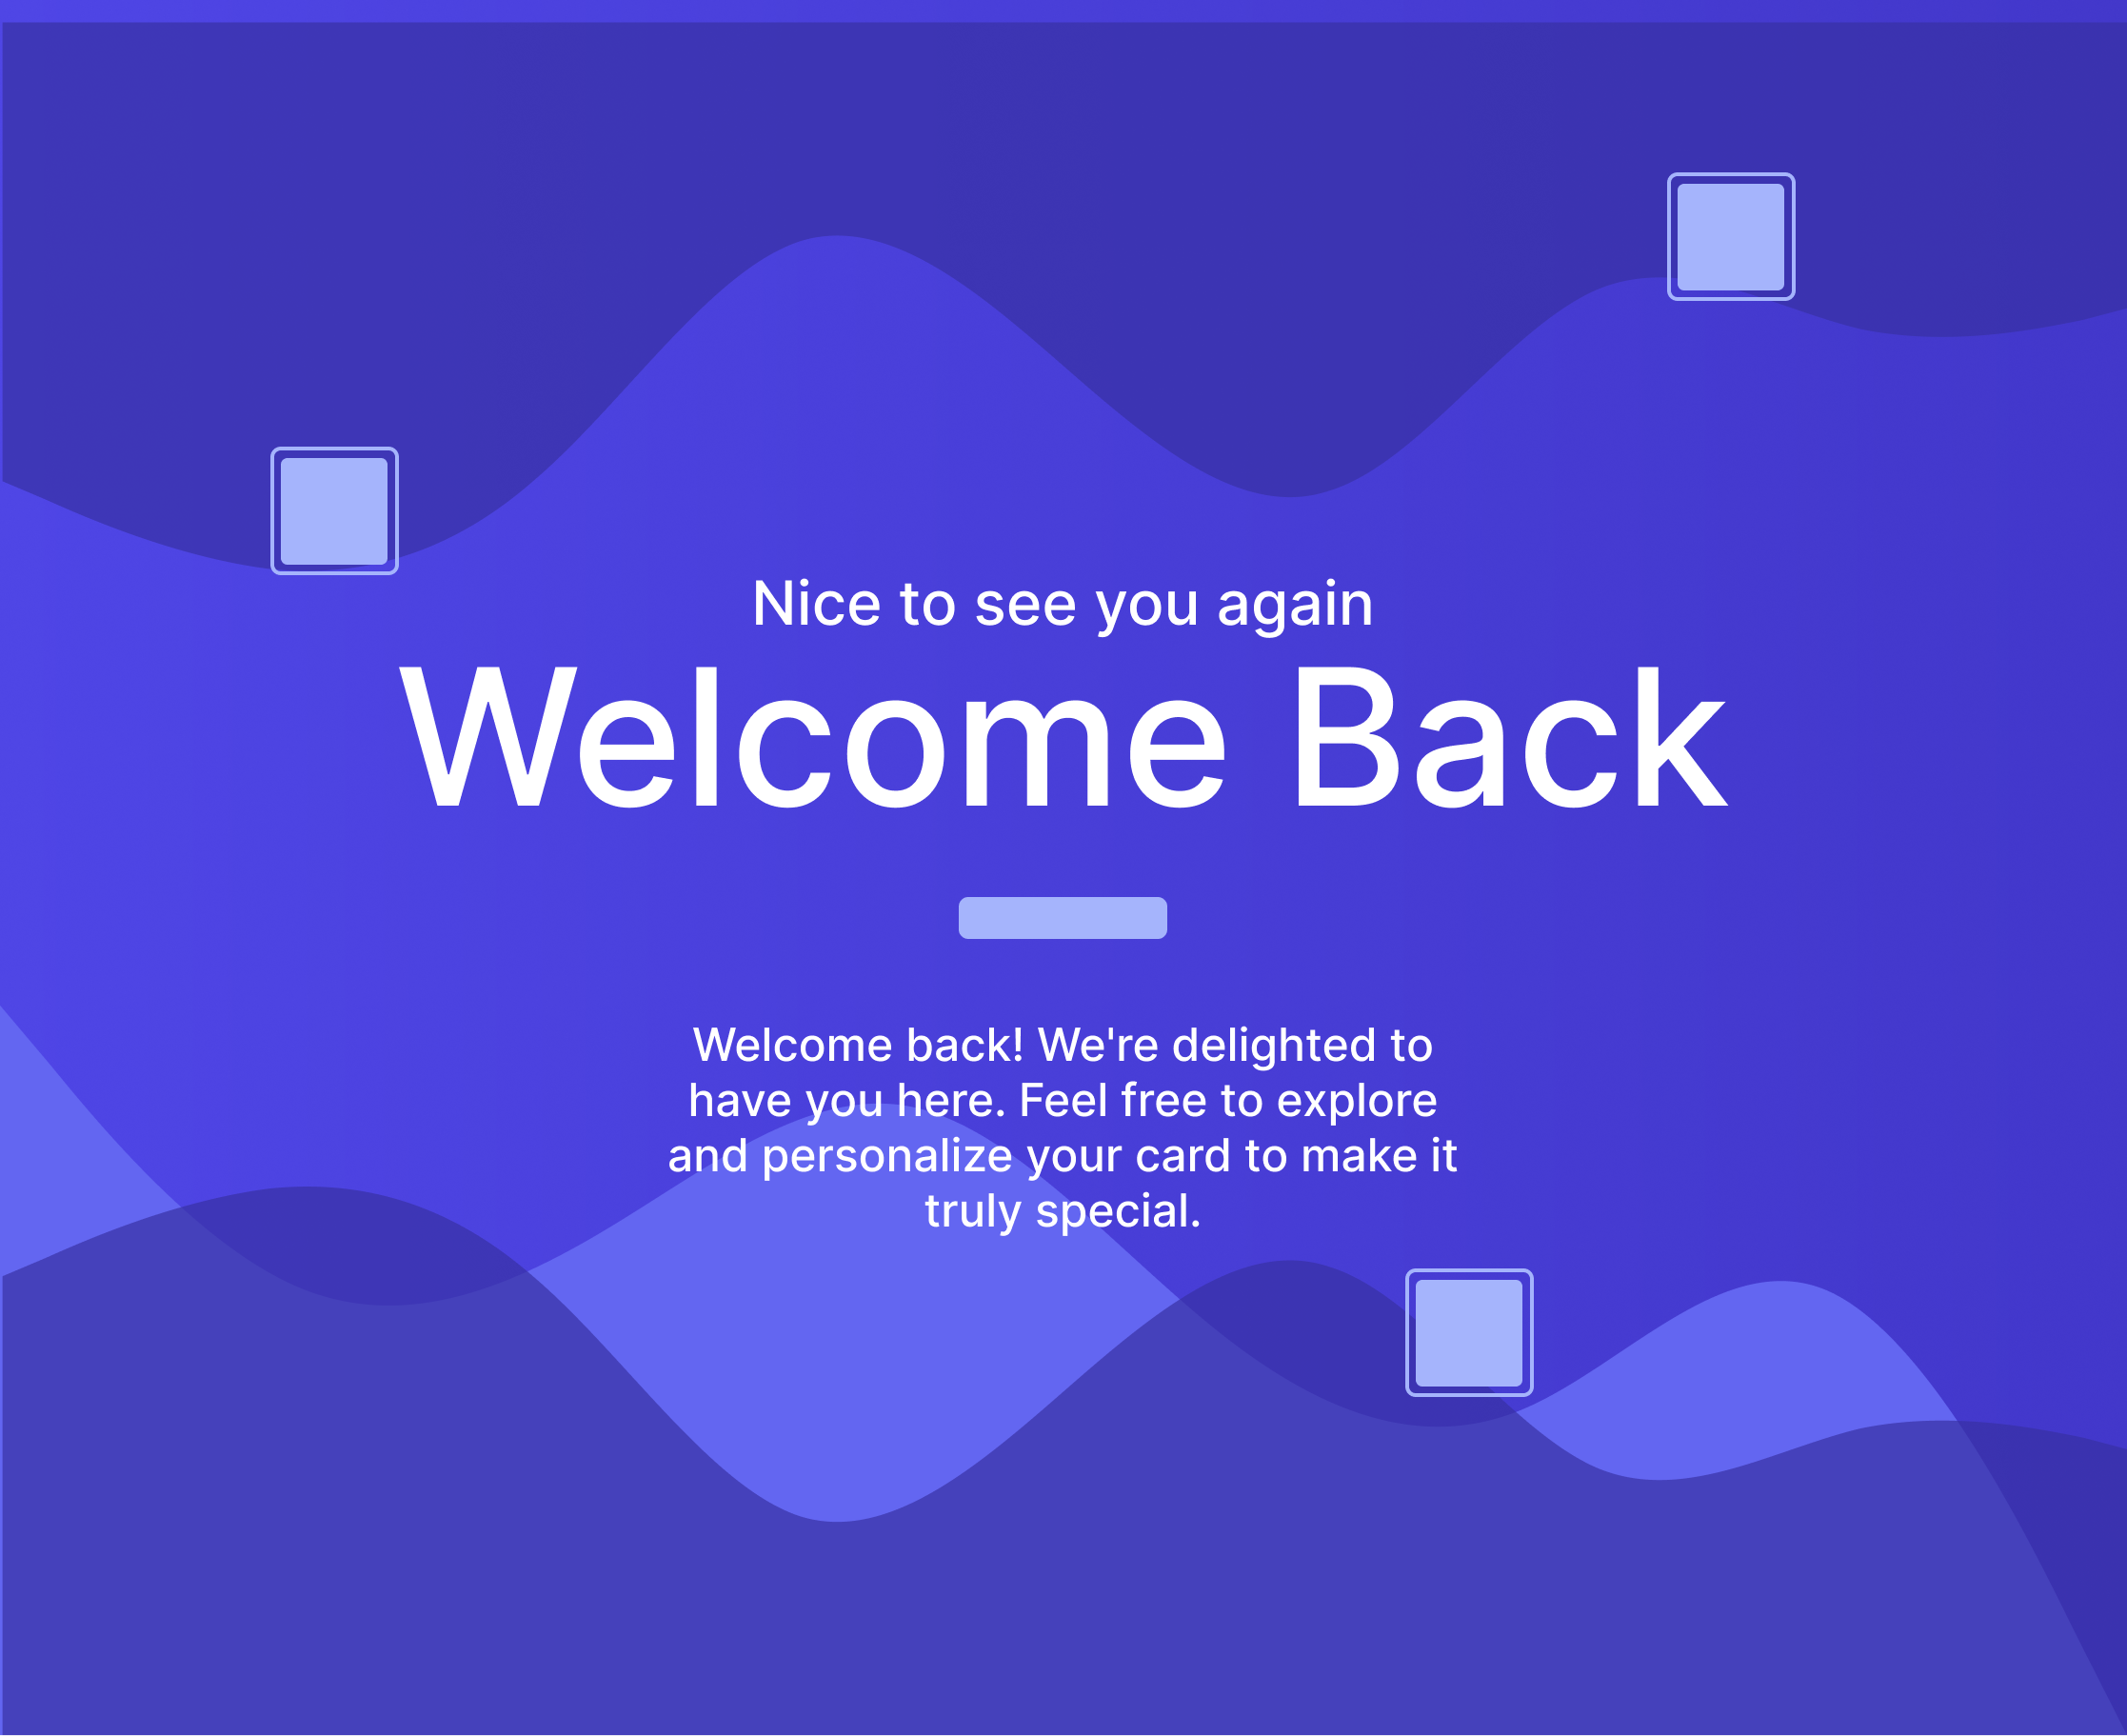 Nice to see you again
Welcome Back
Welcome back! We're delighted to
have you here. Feel free to explore
and personalize your card to make it
truly special.